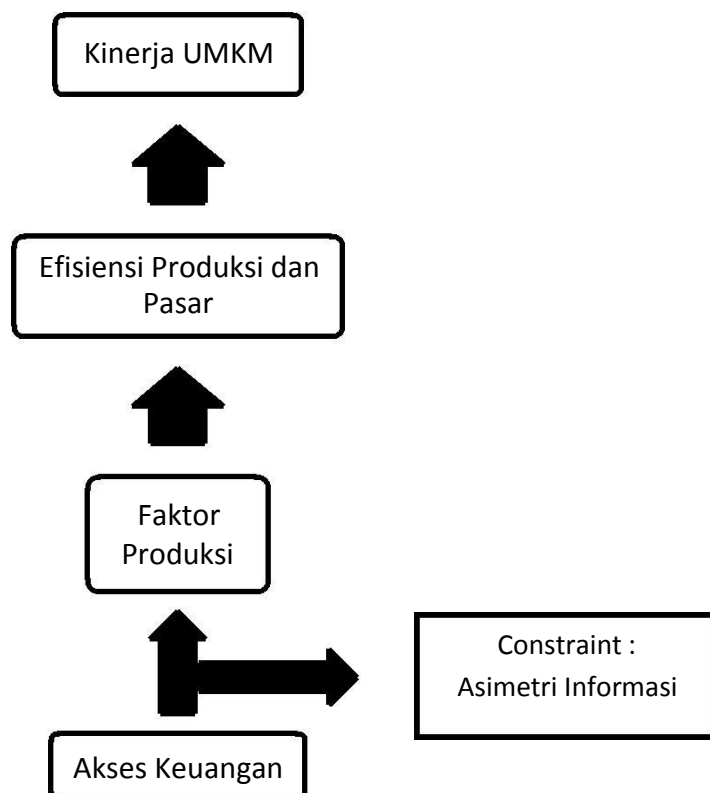 Kinerja UMKM
Efisiensi Produksi dan
Pasar
Faktor
Produksi
Constraint :
Asimetri Informasi
Akses Keuangan